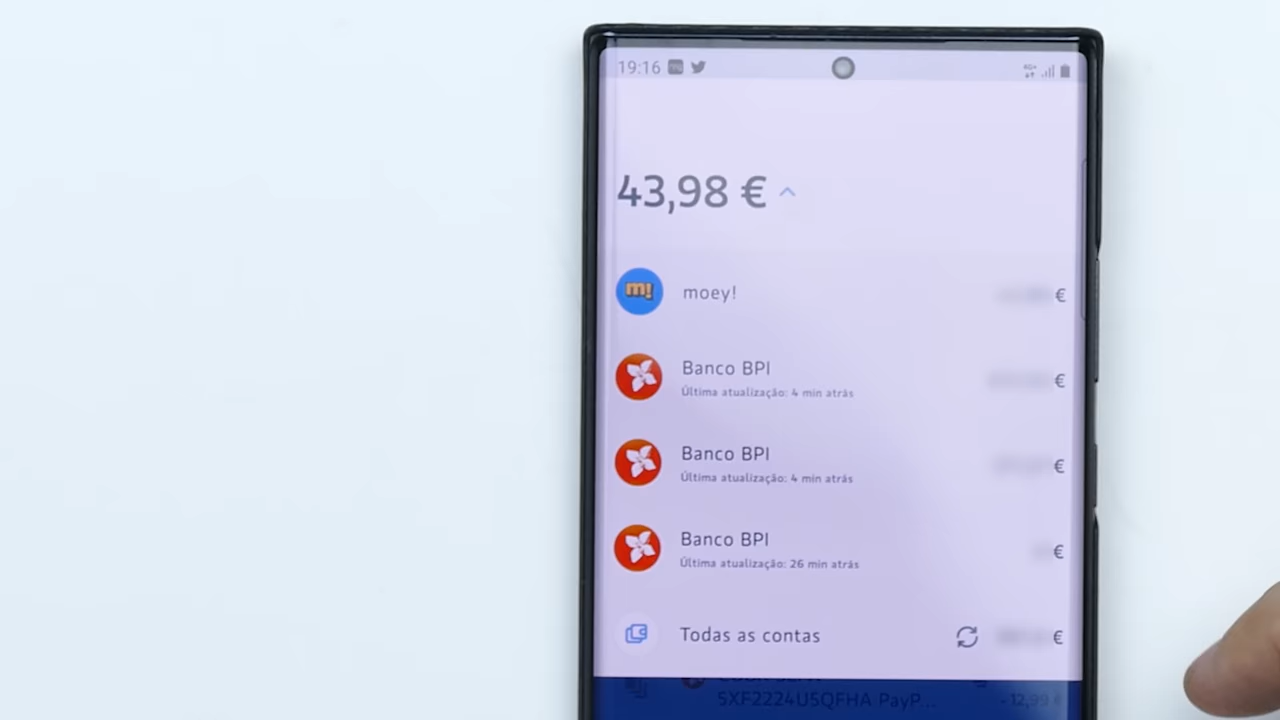 19:16
43,98 €
m!
moey!
€
Banco BPI
€
Última atualização: 4 min atrás
Banco BPI
€
Última atualização: 4 min atrás
Banco BPI
€
Última atualização: 26 min atrás
Todas as contas
€
5XF2224U5QFHA PayP...
-12,99 €